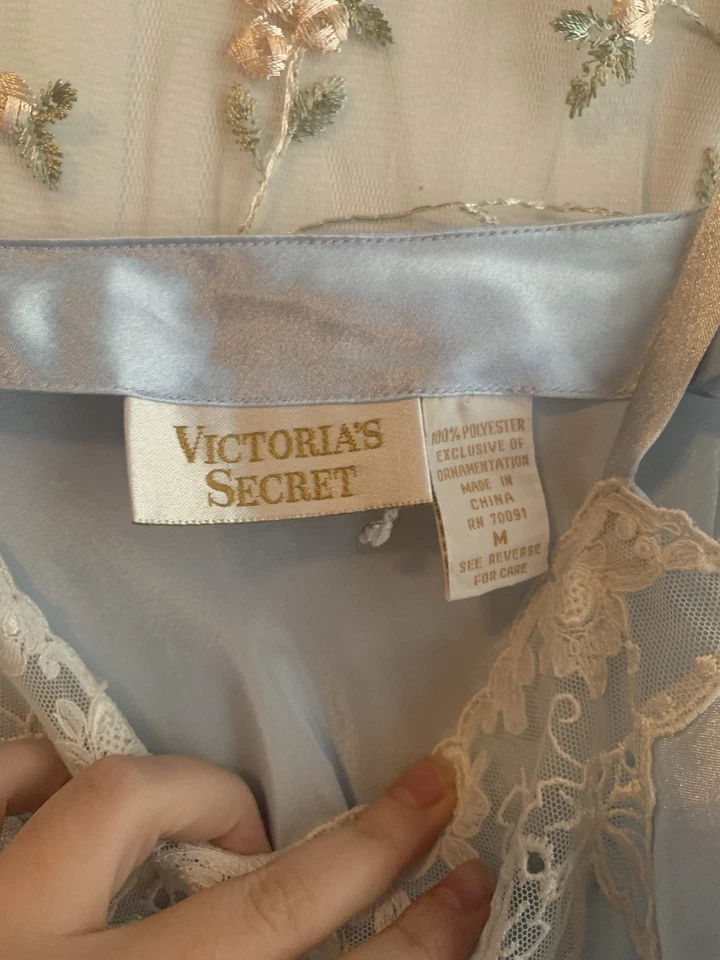 VICTORIA'S
SECRET
100% POLYESTER
EXCLUSIVE OF
ORNAMENTATION
MADE IN
CHINA
RN 70091
M
SEE REVERSE
FOR CARE